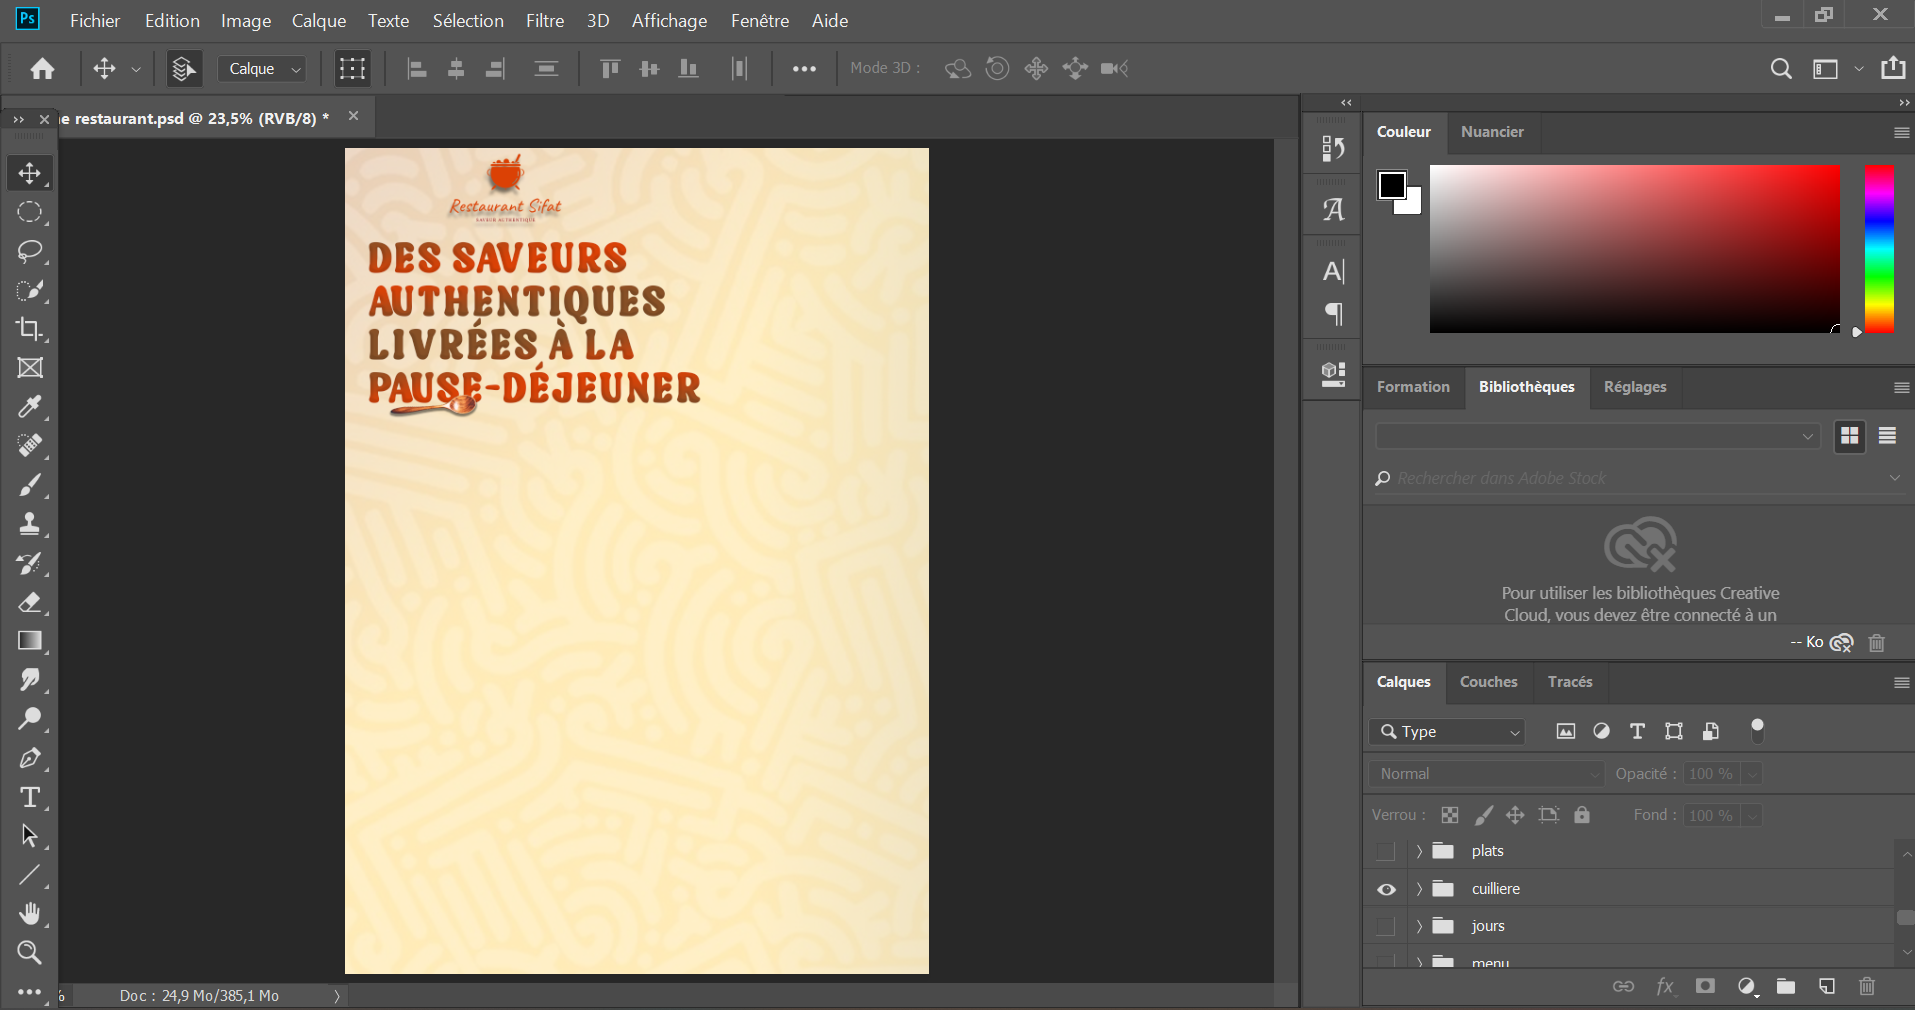 Ps Fichier Edition Image Calque Texte Sélection Filtre 3D Affichage Fenêtre Aide
Calque Mode 3D :
e restaurant.psd @ 23,5% (RVB/8) *
Restaurant Sifat
SAVEUR AUTHENTIQUE
DES SAVEURS
AUTHENTIQUES
LIVRÉES À LA
PAUSE-DÉJEUNER
% Doc : 24,9 Mo/385,1 Mo
Couleur Nuancier
Formation Bibliothèques Réglages
Rechercher dans Adobe Stock
Pour utiliser les bibliothèques Creative
Cloud, vous devez être connecté à un
-- Ko
Calques Couches Tracés
Type
Normal Opacité : 100 %
Verrou : Fond : 100 %
plats
cuilliere
jours
menu